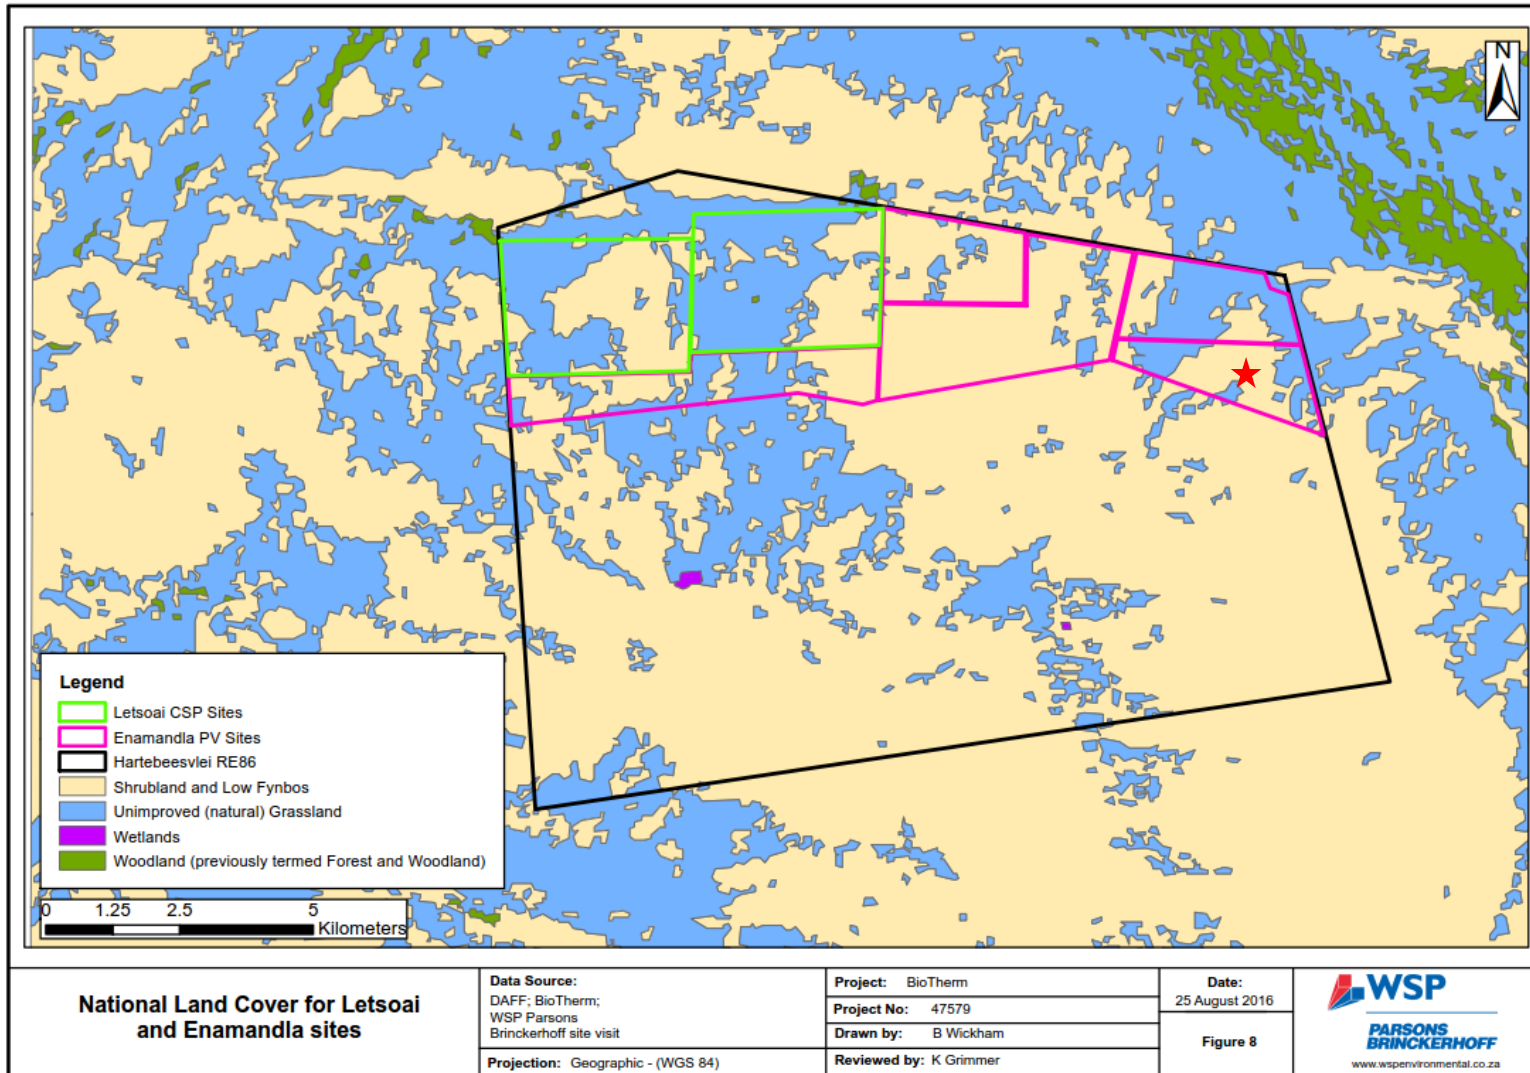 N
Legend
Letsoai CSP Sites
Enamandla PV Sites
Hartebeesvlei RE86
Shrubland and Low Fynbos
Unimproved (natural) Grassland
Wetlands
Woodland (previously termed Forest and Woodland)
0 1.25 2.5 5
Kilometers
National Land Cover for Letsoai
and Enamandla sites
Data Source:
DAFF; BioTherm;
WSP Parsons
Brinckerhoff site visit
Projection: Geographic - (WGS 84)
Project: BioTherm
Project No: 47579
Drawn by: B Wickham
Reviewed by: K Grimmer
Date:
25 August 2016
Figure 8
WSP
PARSONS
BRINCKERHOFF
www.wspenvironmental.co.za